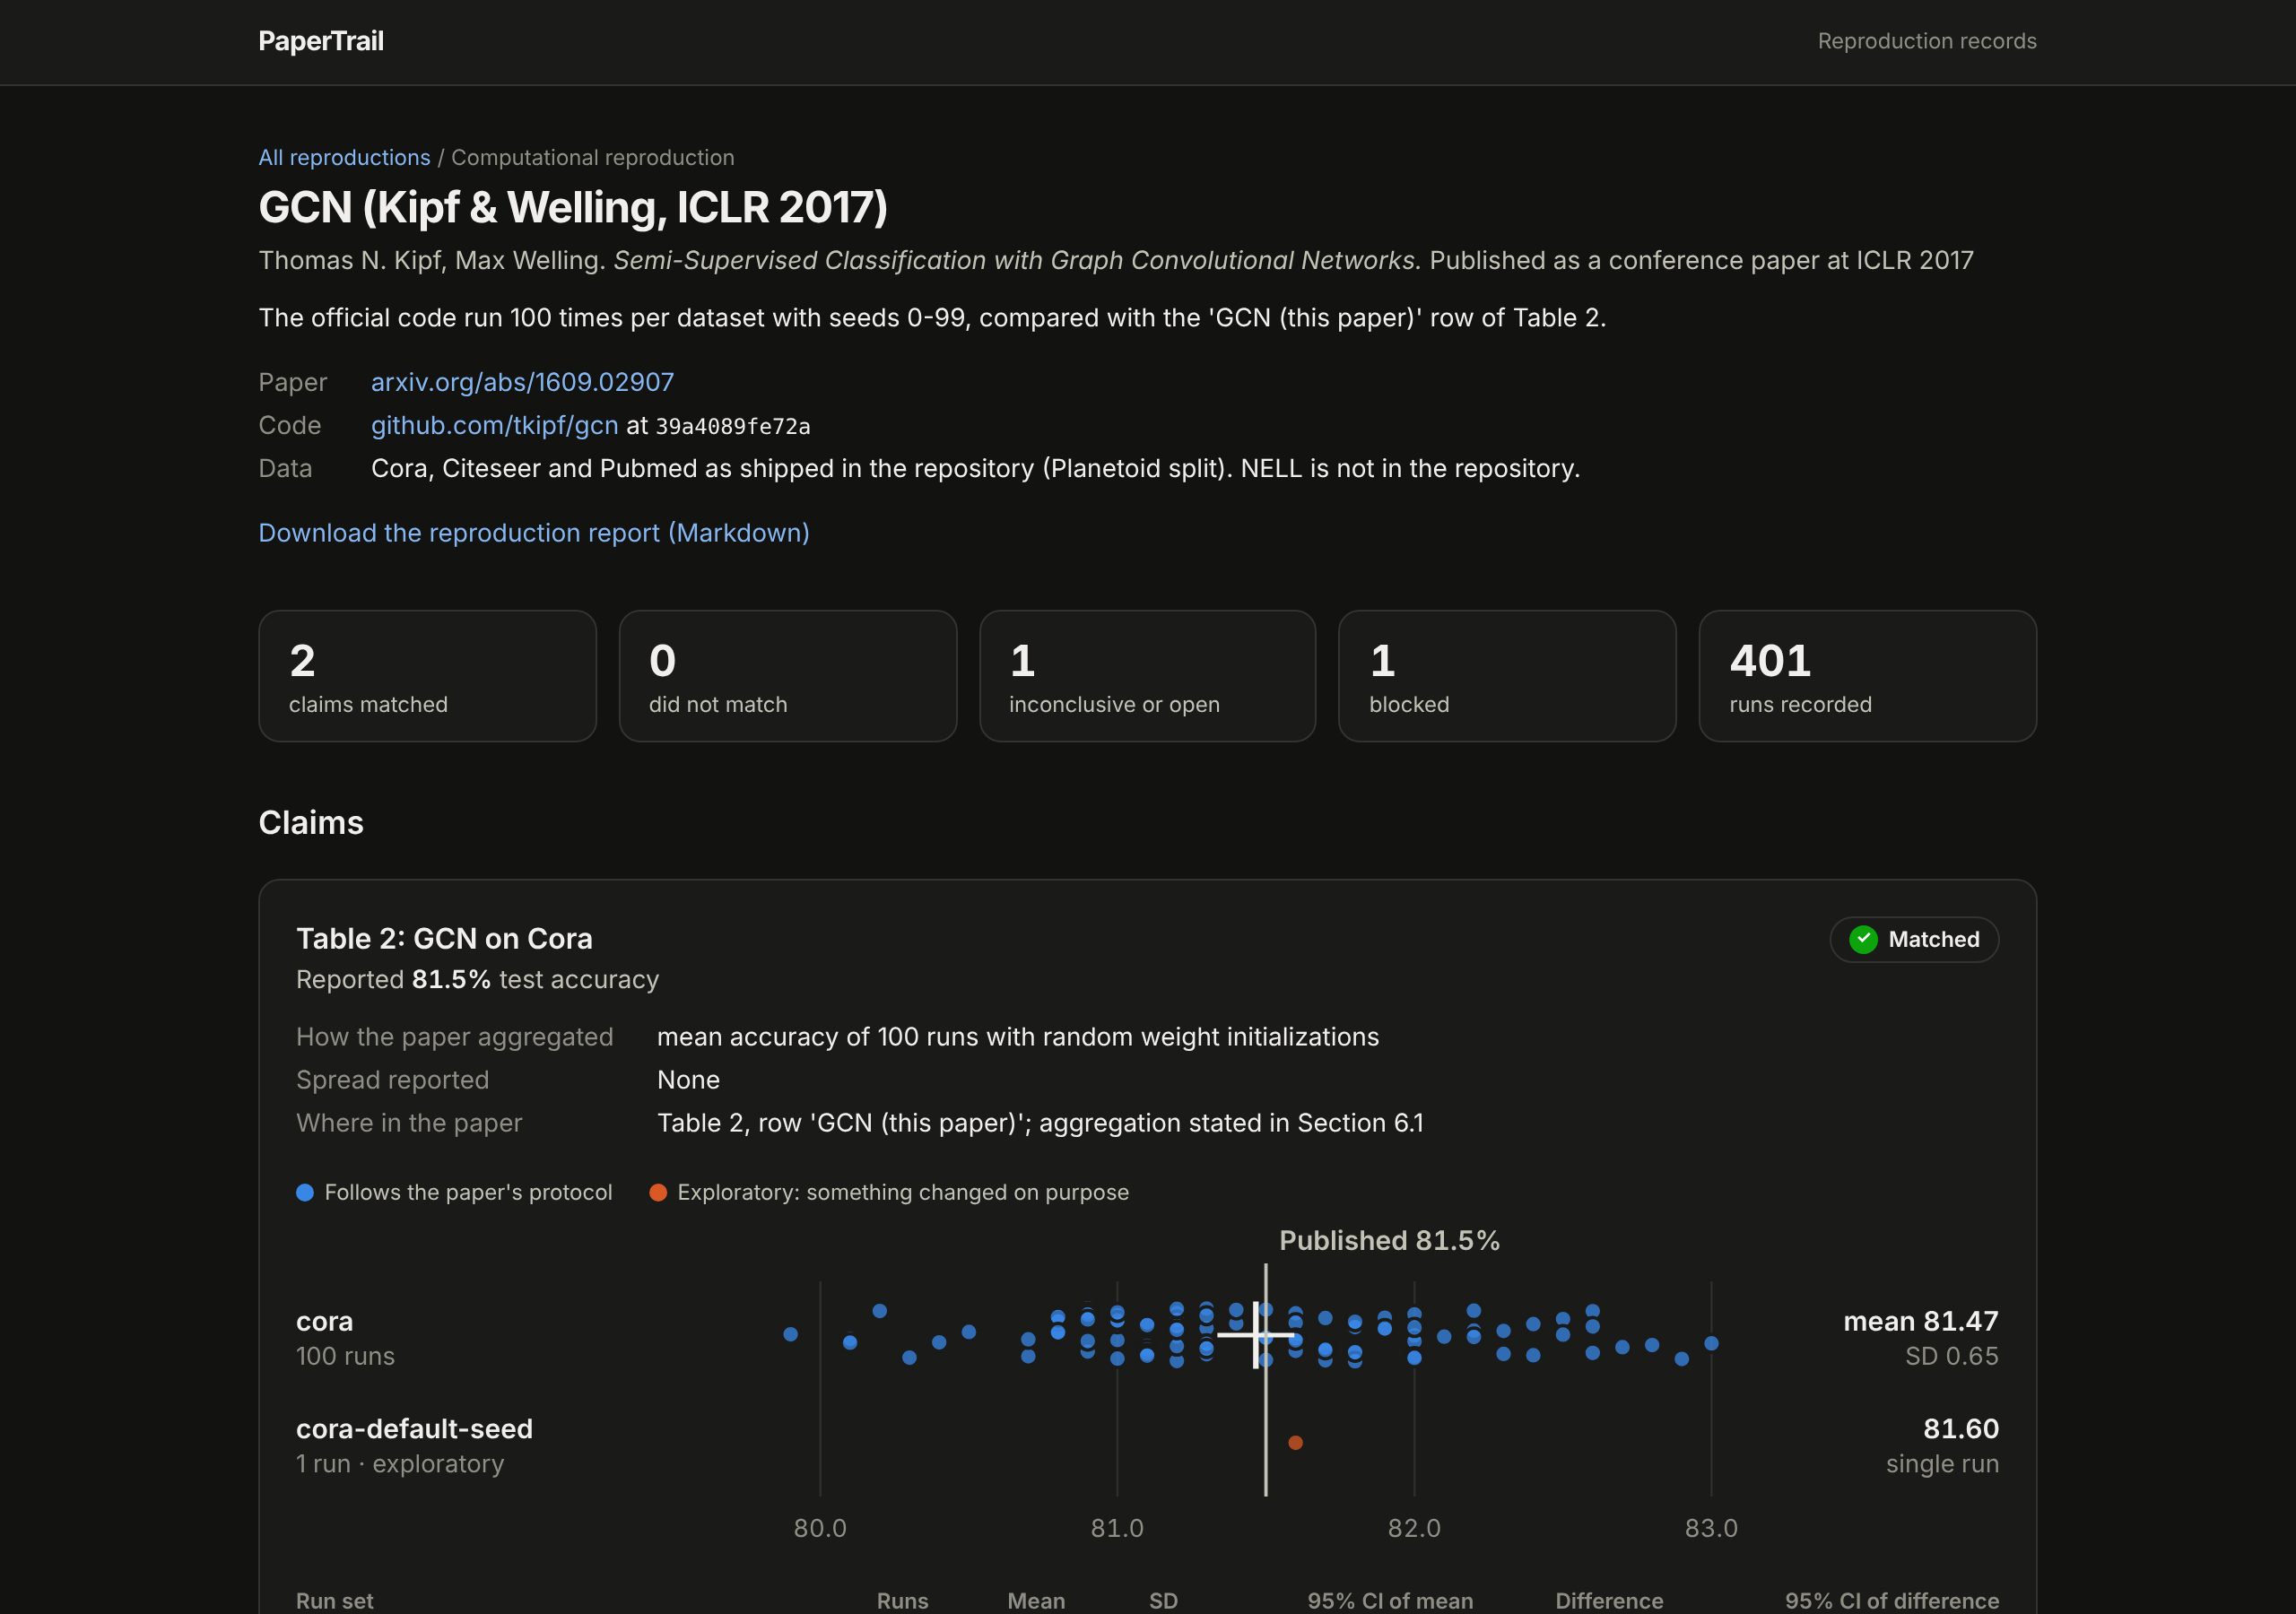 PaperTrail
Reproduction records
All reproductions / Computational reproduction
GCN (Kipf & Welling, ICLR 2017)
Thomas N. Kipf, Max Welling. Semi-Supervised Classification with Graph Convolutional Networks. Published as a conference paper at ICLR 2017
The official code run 100 times per dataset with seeds 0-99, compared with the 'GCN (this paper)' row of Table 2.
Paper arxiv.org/abs/1609.02907
Code github.com/tkipf/gcn at 39a4089fe72a
Data Cora, Citeseer and Pubmed as shipped in the repository (Planetoid split). NELL is not in the repository.
Download the reproduction report (Markdown)
2
claims matched
0
did not match
1
inconclusive or open
1
blocked
401
runs recorded
Claims
Table 2: GCN on Cora
Matched
Reported 81.5% test accuracy
How the paper aggregated mean accuracy of 100 runs with random weight initializations
Spread reported None
Where in the paper Table 2, row 'GCN (this paper)'; aggregation stated in Section 6.1
Follows the paper's protocol Exploratory: something changed on purpose
Published 81.5%
cora
100 runs
mean 81.47
SD 0.65
cora-default-seed
1 run · exploratory
81.60
single run
80.0 81.0 82.0 83.0
Run set Runs Mean SD 95% CI of mean Difference 95% CI of difference